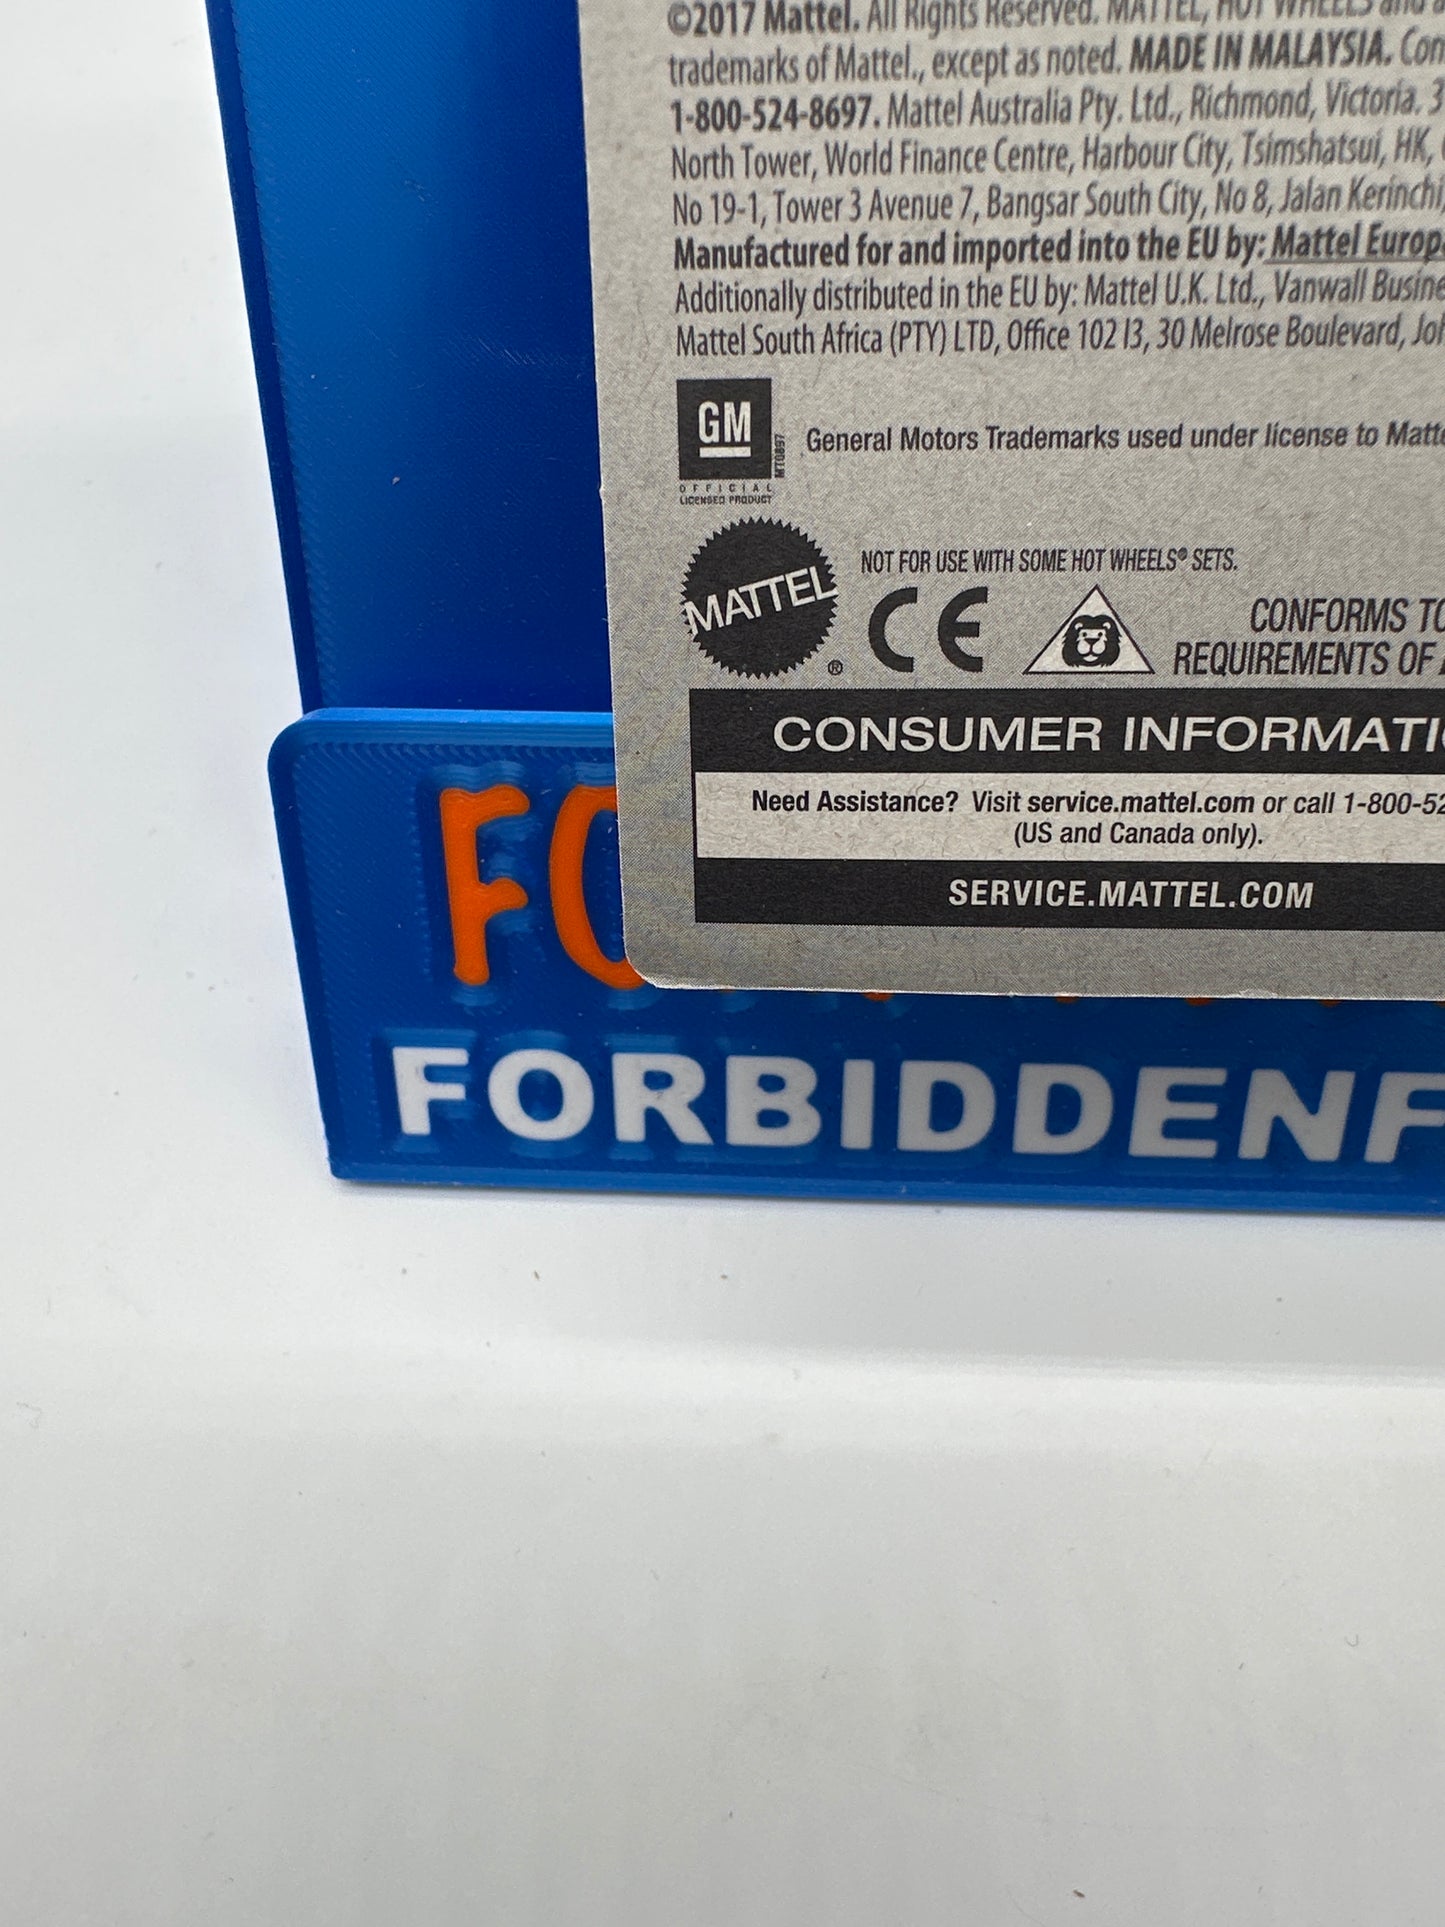 ©2017 Mattel. All Rights Reserved. MATTEL, HOT WHEELS and
trademarks of Mattel., except as noted. MADE IN MALAYSIA.
1-800-524-8697. Mattel Australia Pty. Ltd., Richmond, Victoria.
North Tower, World Finance Centre, Harbour City, Tsimshatsui, HK,
No 19-1, Tower 3 Avenue 7, Bangsar South City, No 8, Jalan Kerinchi,
Manufactured for and imported into the EU by: Mattel Europ
Additionally distributed in the EU by: Mattel U.K. Ltd., Vanwall Busine
Mattel South Africa (PTY) LTD, Office 102 I3, 30 Melrose Boulevard, Joh
GM
MT0897
OFFICIAL
LICENSED PRODUCT
General Motors Trademarks used under license to Matte
MATTEL
®
NOT FOR USE WITH SOME HOT WHEELS® SETS.
CE
CONFORMS TO
REQUIREMENTS OF
CONSUMER INFORMATI
Need Assistance? Visit service.mattel.com or call 1-800-52
(US and Canada only).
SERVICE.MATTEL.COM
FO
FORBIDDENF